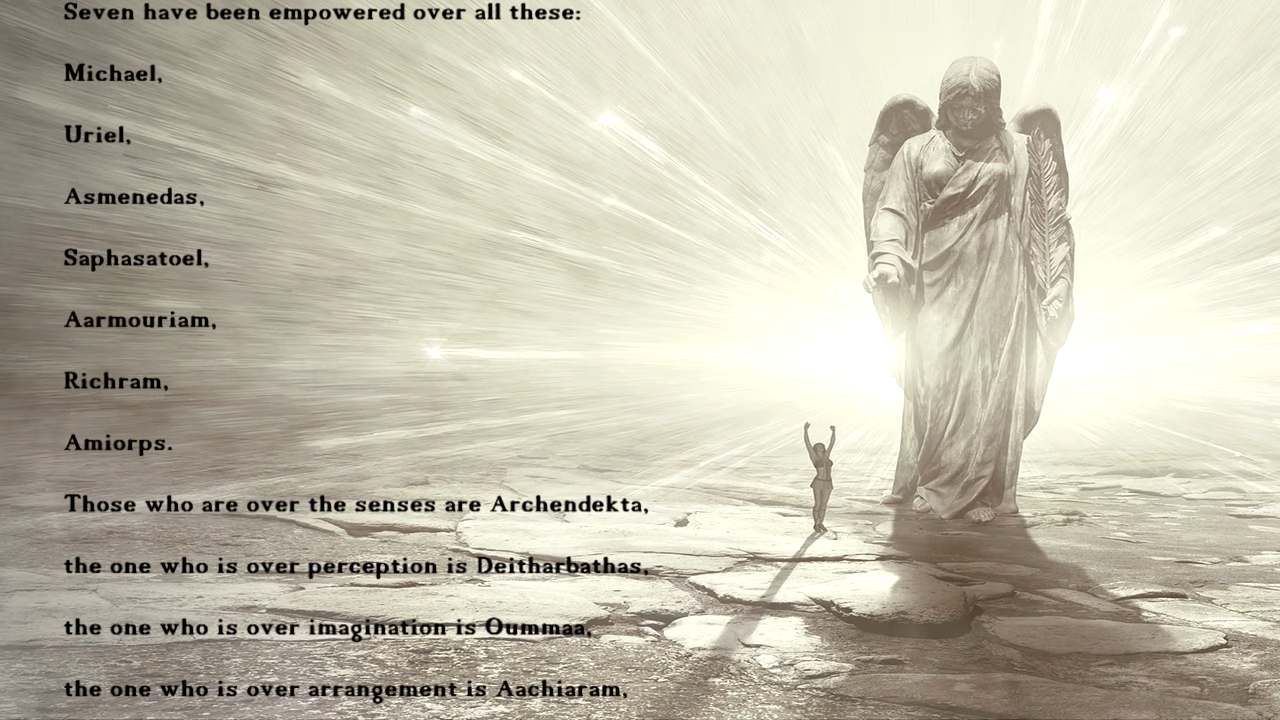 Seven have been empowered over all these:
Michael,
Uriel,
Asmenedas,
Saphasatoel,
Aarmouriam,
Richram,
Amiorps.
Those who are over the senses are Archendekta,
the one who is over perception is Deitharbathas,
the one who is over imagination is Oummaa,
the one who is over arrangement is Aachiaram,